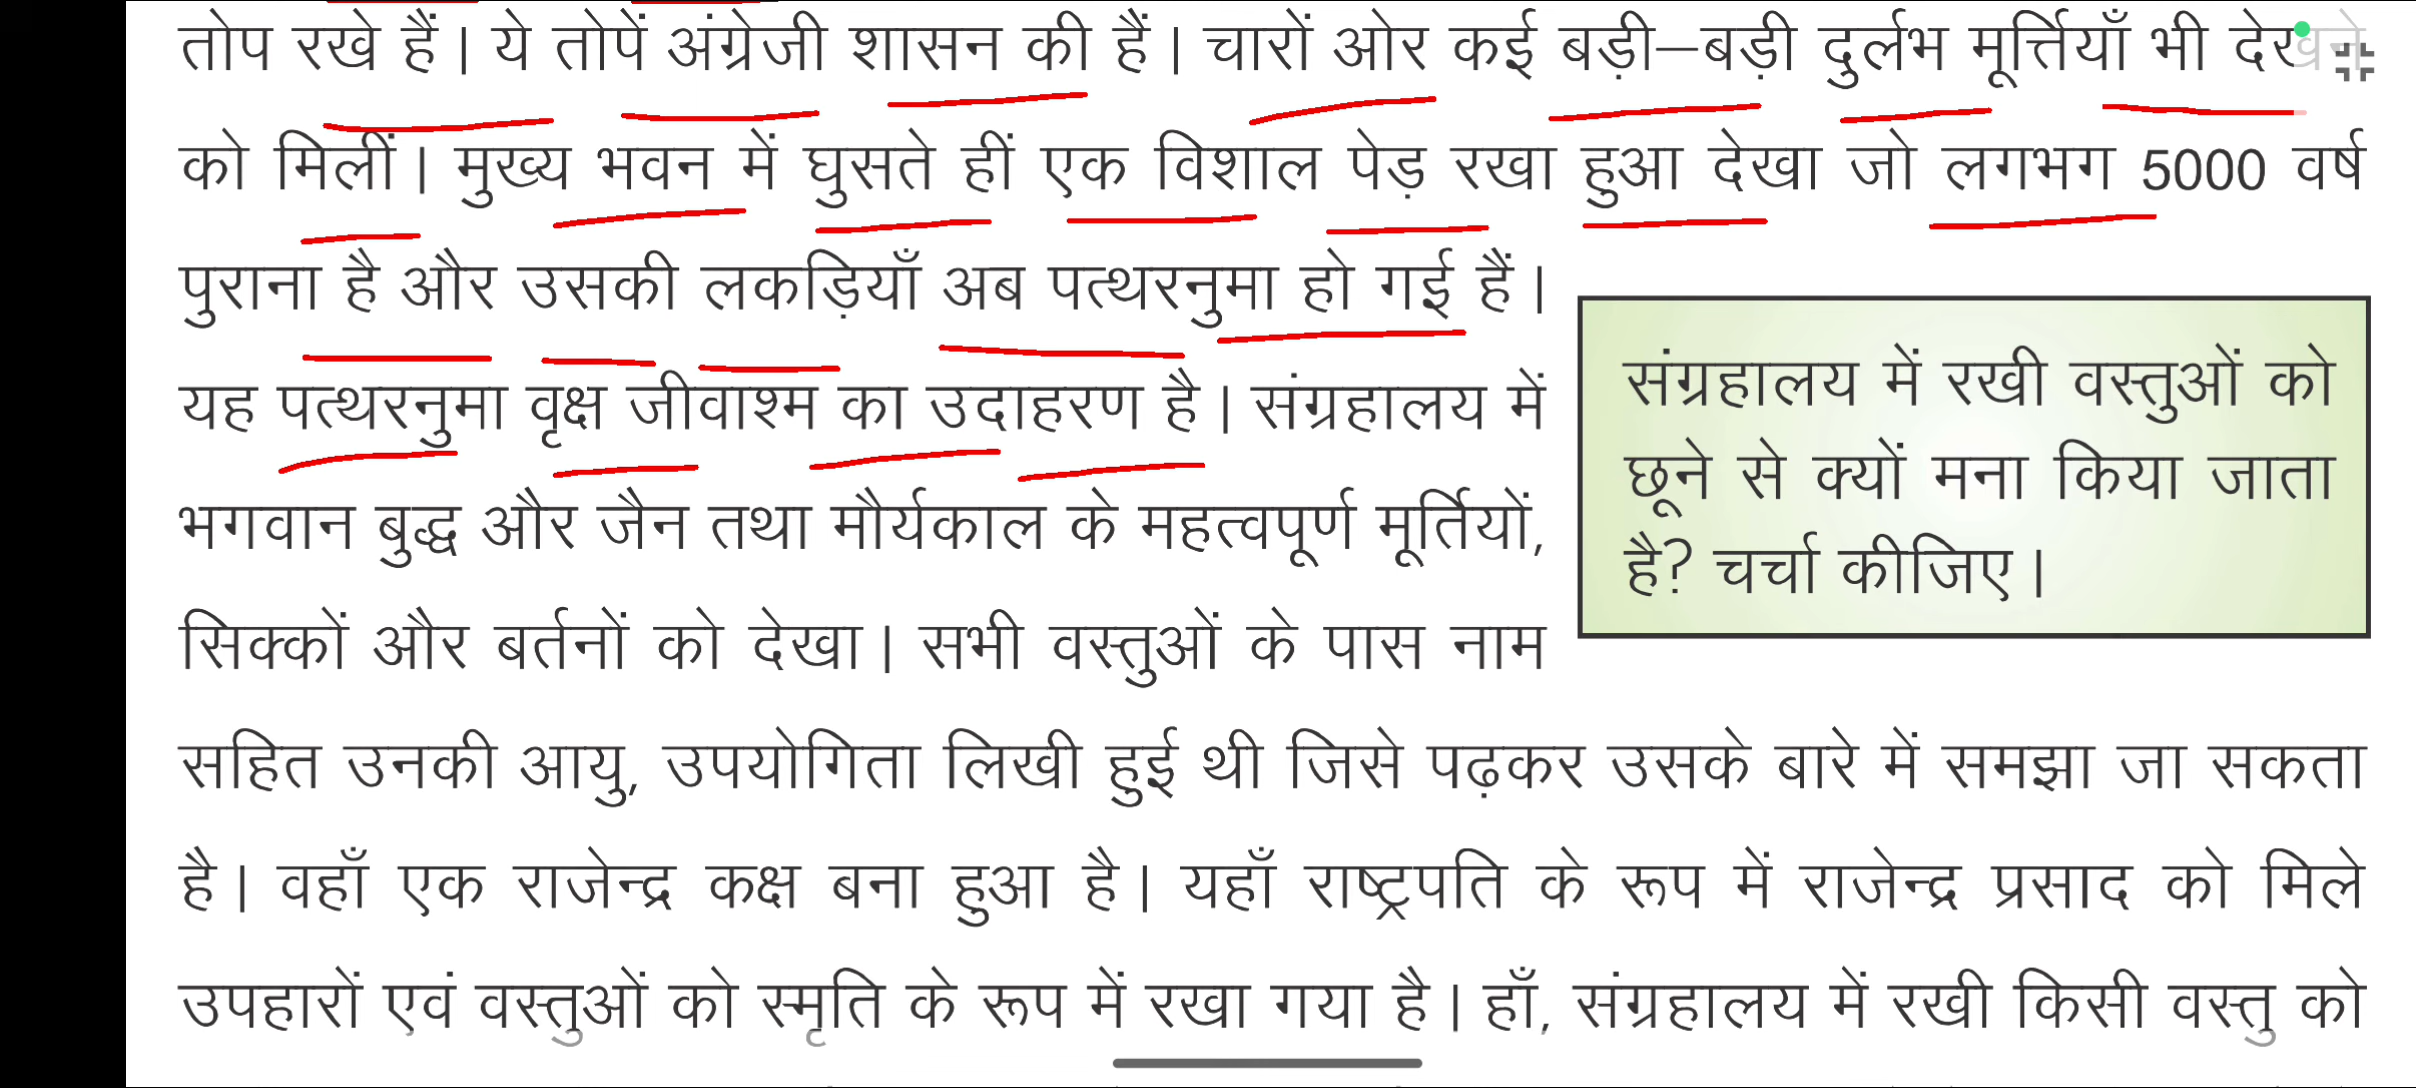 तोप रखे हैं। ये तोपें अंग्रेजी शासन की हैं। चारों ओर कई बड़ी–बड़ी दुर्लभ मूर्त्तियाँ भी देखने
को मिलीं। मुख्य भवन में घुसते हीं एक विशाल पेड़ रखा हुआ देखा जो लगभग 5000 वर्ष
पुराना है और उसकी लकड़ियाँ अब पत्थरनुमा हो गई हैं।
यह पत्थरनुमा वृक्ष जीवाश्म का उदाहरण है। संग्रहालय में
भगवान बुद्ध और जैन तथा मौर्यकाल के महत्वपूर्ण मूर्तियों,
सिक्कों और बर्तनों को देखा। सभी वस्तुओं के पास नाम
सहित उनकी आयु, उपयोगिता लिखी हुई थी जिसे पढ़कर उसके बारे में समझा जा सकता
है। वहाँ एक राजेन्द्र कक्ष बना हुआ है। यहाँ राष्ट्रपति के रूप में राजेन्द्र प्रसाद को मिले
उपहारों एवं वस्तुओं को स्मृति के रूप में रखा गया है। हाँ, संग्रहालय में रखी किसी वस्तु को
संग्रहालय में रखी वस्तुओं को
छूने से क्यों मना किया जाता
है? चर्चा कीजिए।